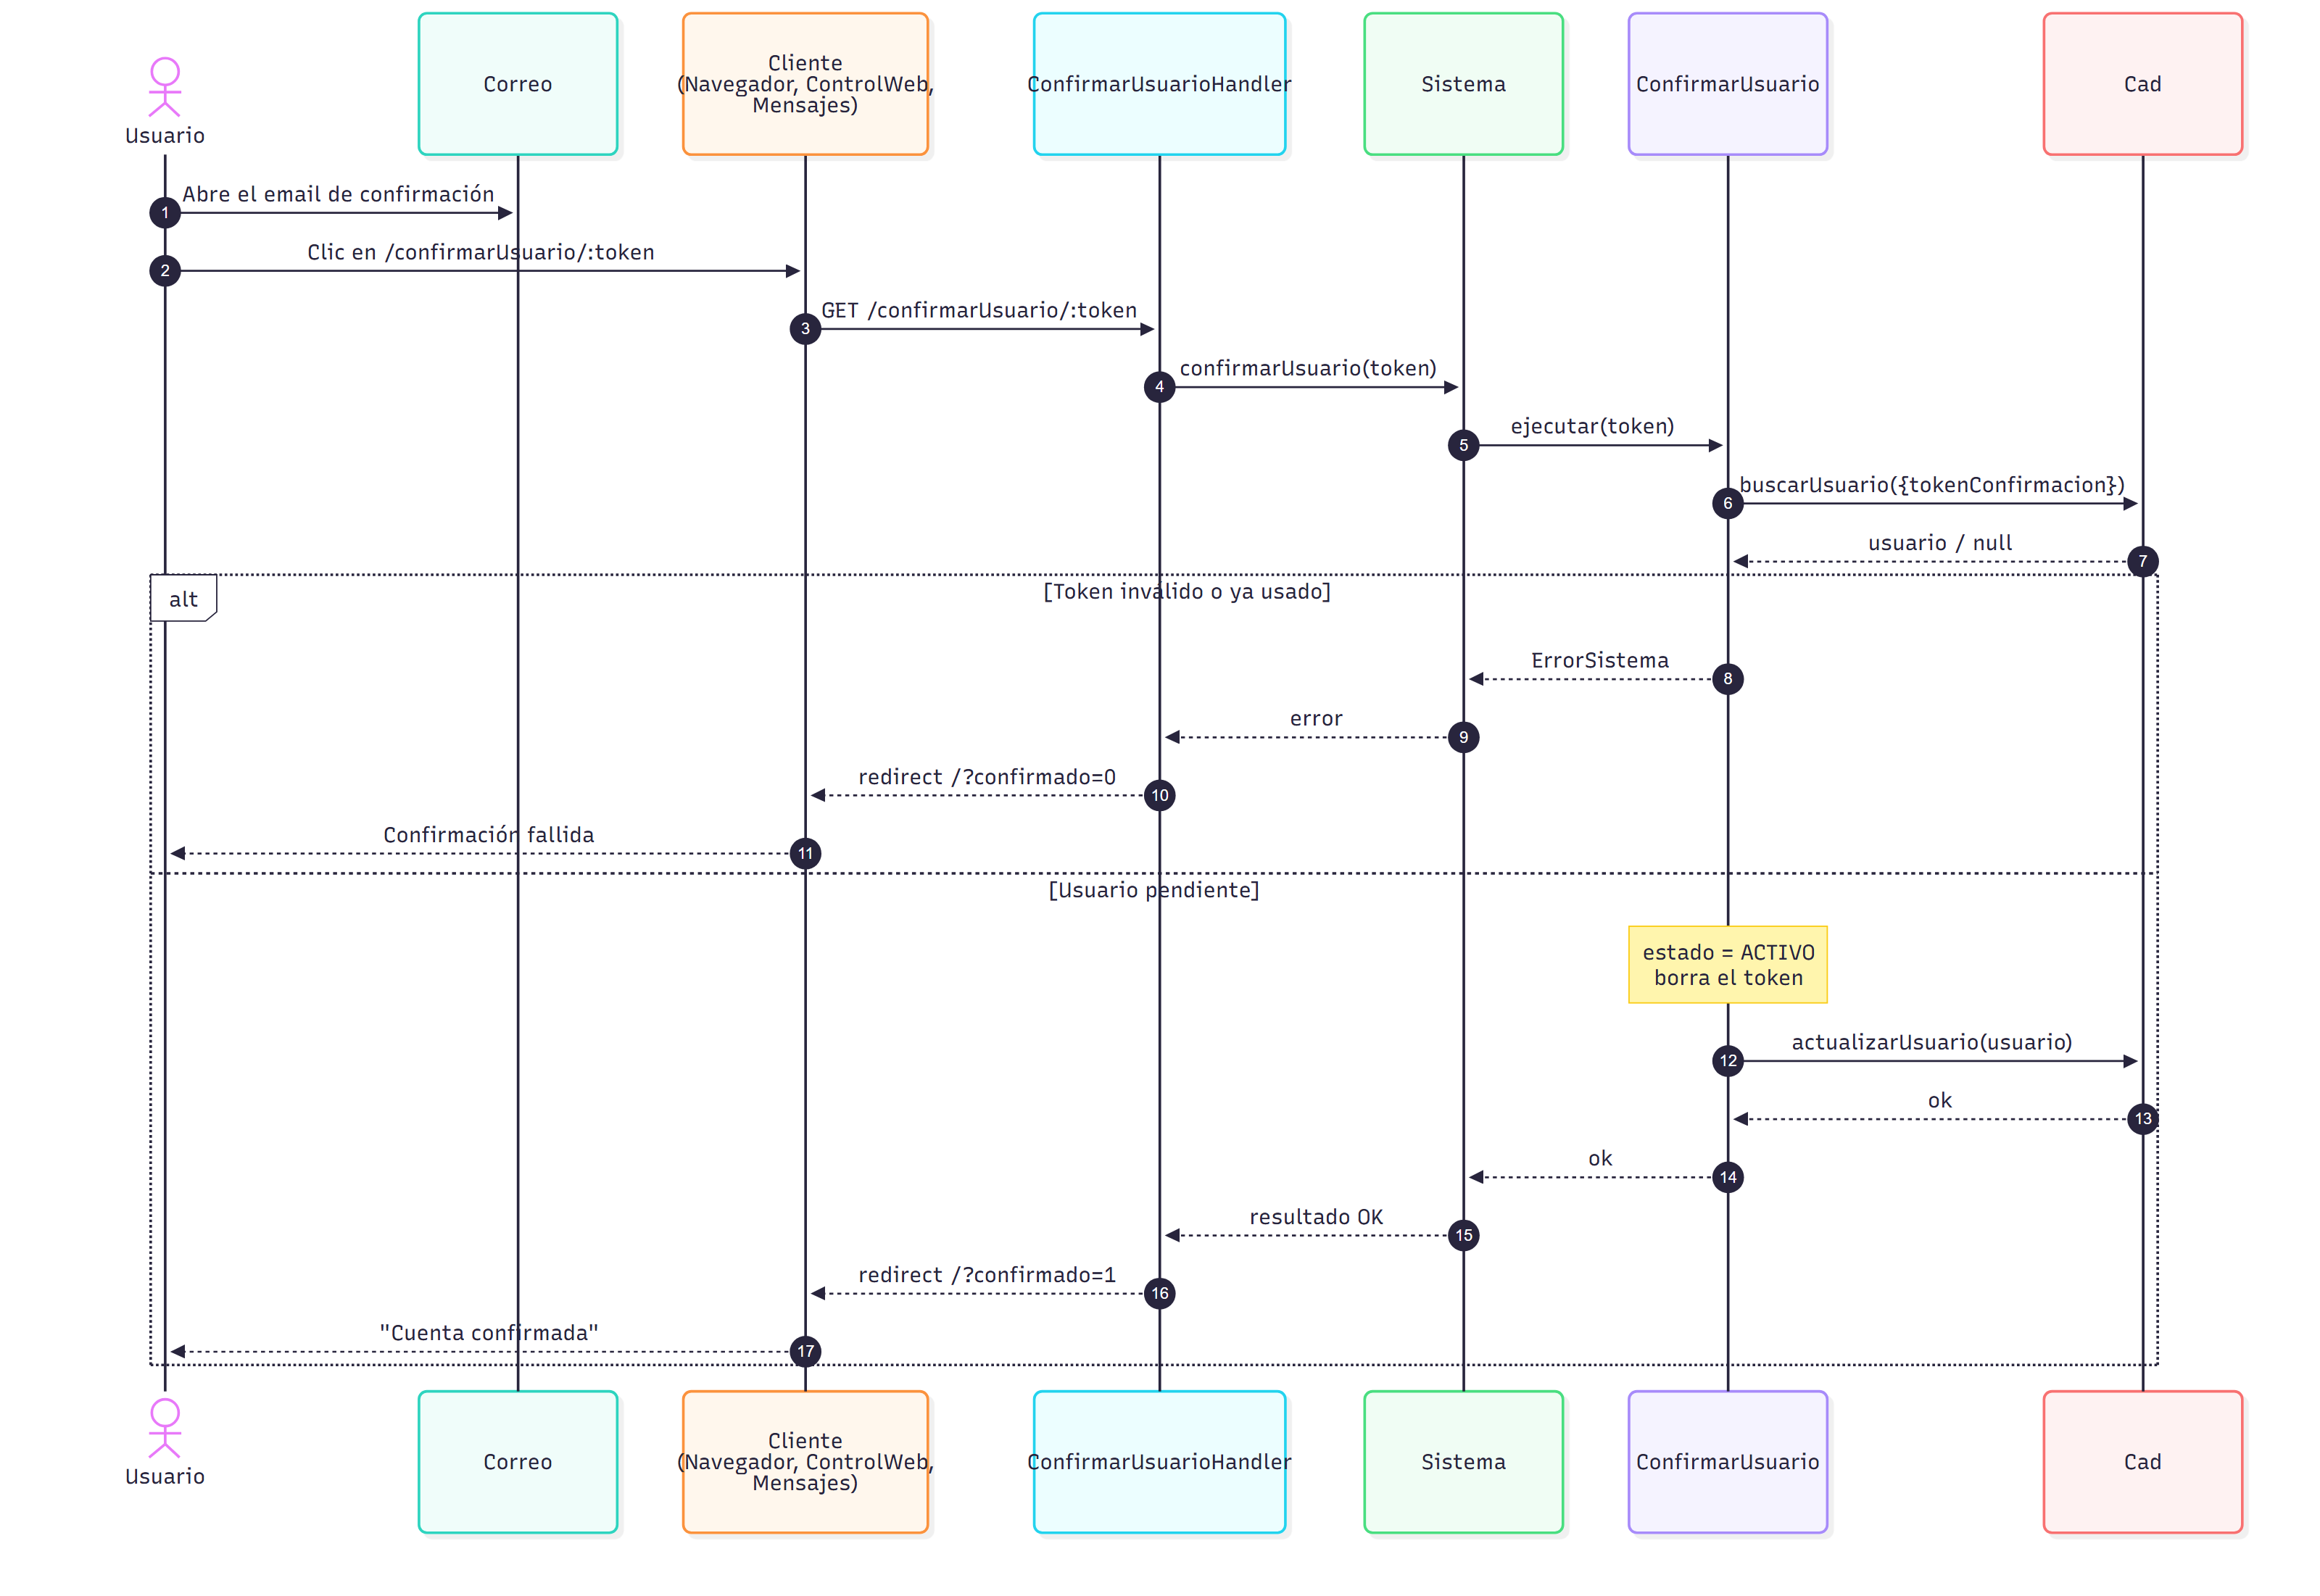 Usuario
Correo
Cliente
(Navegador, ControlWeb,
Mensajes)
ConfirmarUsuarioHandler
Sistema
ConfirmarUsuario
Cad
Abre el email de confirmación
1
Clic en /confirmarUsuario/:token
2
GET /confirmarUsuario/:token
3
confirmarUsuario(token)
4
ejecutar(token)
5
buscarUsuario({tokenConfirmacion})
6
usuario / null
7
alt
[Token inválido o ya usado]
ErrorSistema
8
error
9
redirect /?confirmado=0
10
Confirmación fallida
11
[Usuario pendiente]
estado = ACTIVO
borra el token
actualizarUsuario(usuario)
12
ok
13
ok
14
resultado OK
15
redirect /?confirmado=1
16
"Cuenta confirmada"
17
Usuario
Correo
Cliente
(Navegador, ControlWeb,
Mensajes)
ConfirmarUsuarioHandler
Sistema
ConfirmarUsuario
Cad